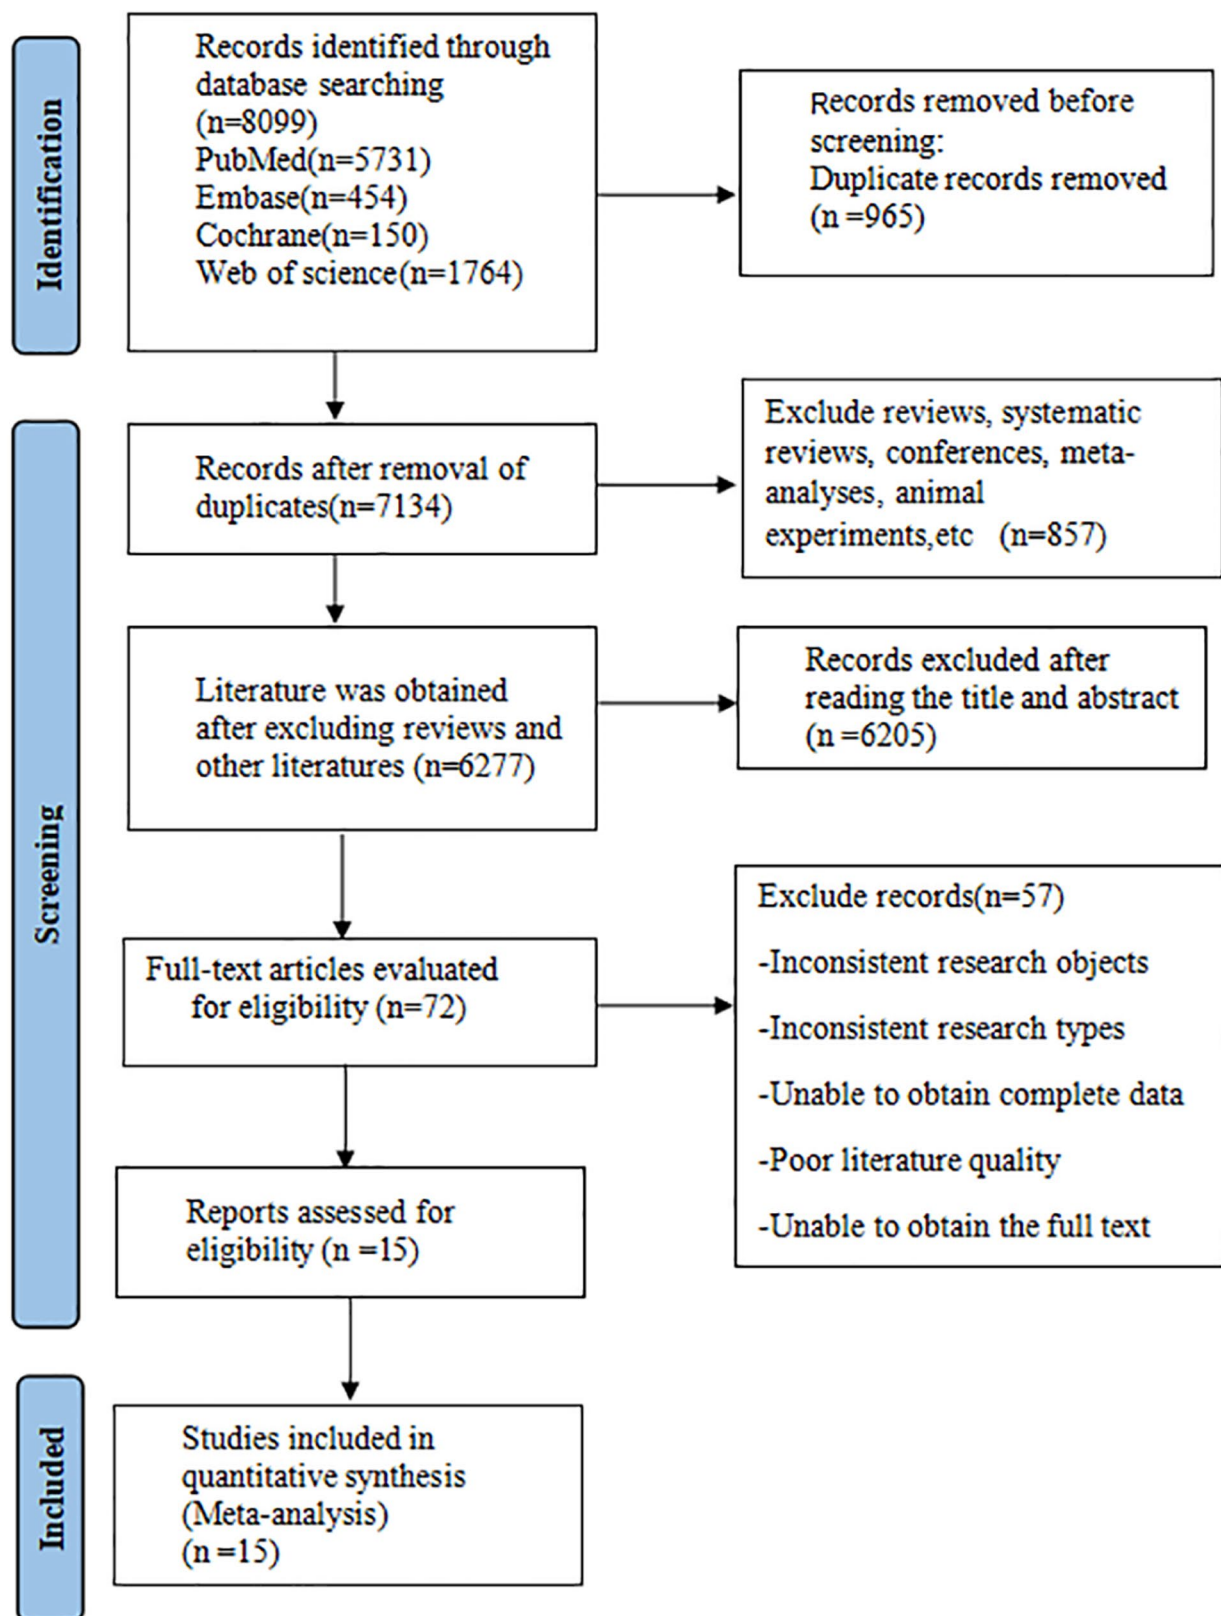 Identification
Records identified through
database searching
(n=8099)
PubMed(n=5731)
Embase(n=454)
Cochrane(n=150)
Web of science(n=1764)
Records removed before
screening:
Duplicate records removed
(n =965)
Screening
Records after removal of
duplicates(n=7134)
Exclude reviews, systematic
reviews, conferences, meta-
analyses, animal
experiments,etc (n=857)
Literature was obtained
after excluding reviews and
other literatures (n=6277)
Records excluded after
reading the title and abstract
(n =6205)
Full-text articles evaluated
for eligibility (n=72)
Exclude records(n=57)
-Inconsistent research objects
-Inconsistent research types
-Unable to obtain complete data
-Poor literature quality
-Unable to obtain the full text
Reports assessed for
eligibility (n =15)
Included
Studies included in
quantitative synthesis
(Meta-analysis)
(n =15)